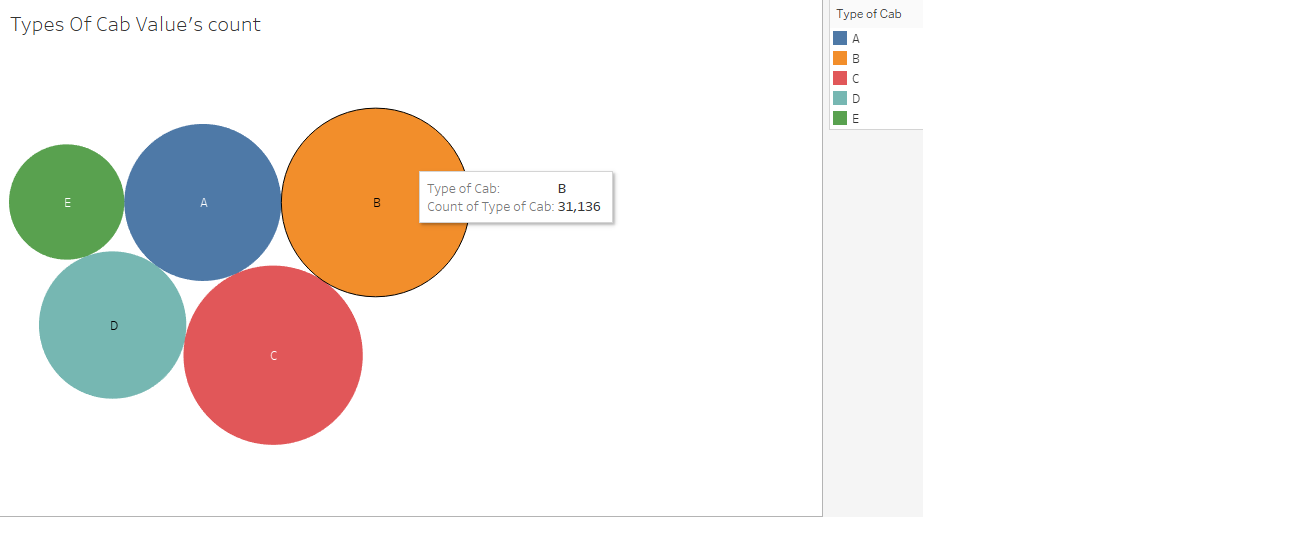 Types Of Cab Value's count
Type of Cab
A
B
C
D
E
E
A
B
Type of Cab: B
Count of Type of Cab: 31,136
D
C